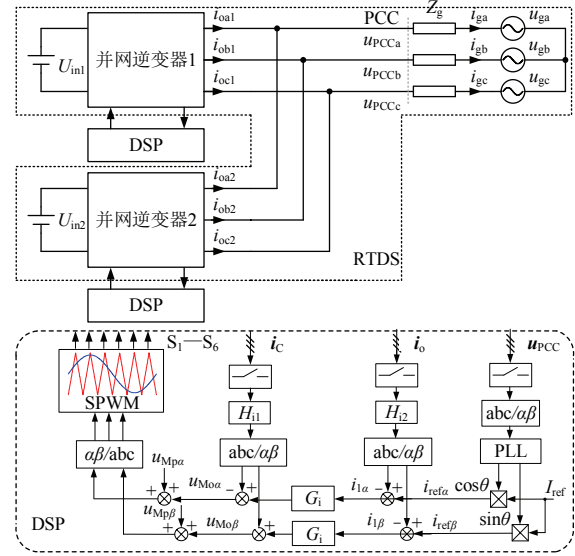 i_oa1 PCC Z_g i_ga u_ga
U_in1 并网逆变器1 i_ob1 u_PCCa i_gb u_gb
i_oc1 u_PCCb i_gc u_gc
u_PCCc
DSP
i_oa2
U_in2 并网逆变器2 i_ob2
i_oc2
RTDS
DSP
S_1—S_6 i_C i_o u_PCC
SPWM H_i1 H_i2 abc/αβ
αβ/abc abc/αβ abc/αβ PLL
u_Mpα u_Moα G_i i_1α i_refα cosθ I_ref
u_Mpβ u_Moβ G_i i_1β i_refβ sinθ
+ + + − − +
+ + + + − +
DSP